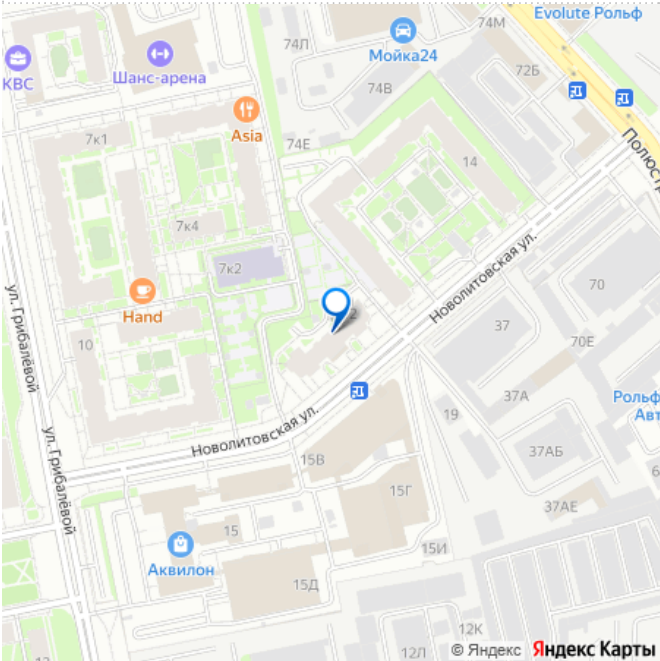 74М
Evolute Рольф
74Л
Мойка24
Шанс-арена
КВС
72Б
74В
Asia
7к1
74Е
14
Полюстр
7к4
Новолитовская ул.
7к2
70
ул. Грибалёвой
Hand
2
37
10
70Е
37А
Рольф
Авт
19
ул. Грибалёвой
Новолитовская ул.
37АБ
15В
6
15Г
37АЕ
15
15И
Аквилон
15Д
12К
12Л
© Яндекс Яндекс Карты